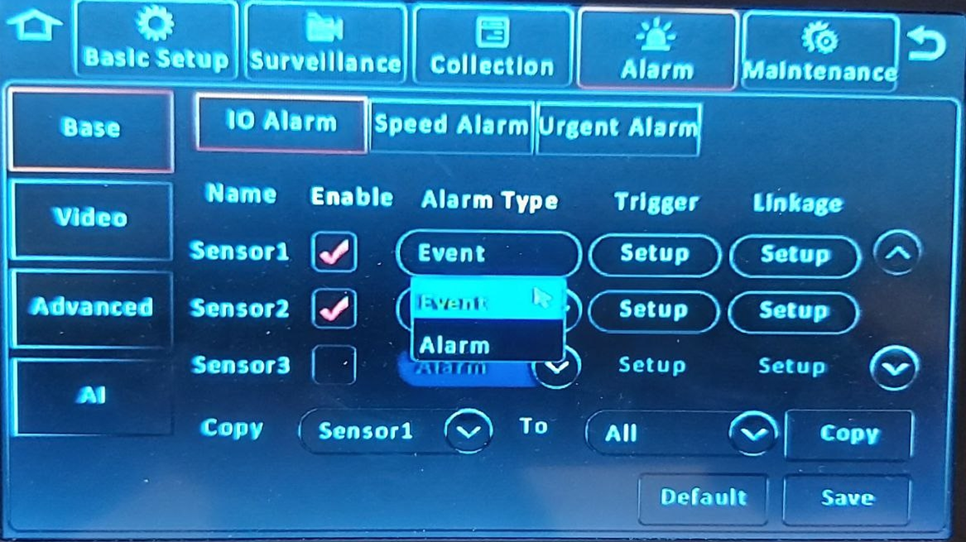 Basic Setup Surveillance Collection Alarm Maintenance
Base IO Alarm Speed Alarm Urgent Alarm
Name Enable Alarm Type Trigger Linkage
Video
Sensor1 Event Setup Setup
Advanced Sensor2 Event Setup Setup
Alarm
Sensor3 Alarm Setup Setup
AI
Copy Sensor1 To All Copy
Default Save